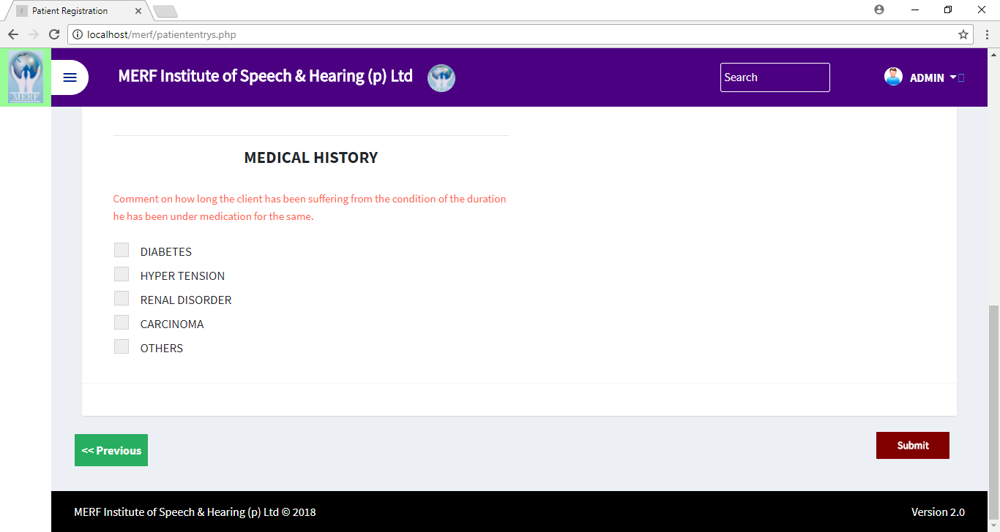 Patient Registration
localhost/merf/patiententrys.php
MERF
MERF Institute of Speech & Hearing (p) Ltd
Search
ADMIN
MEDICAL HISTORY
Comment on how long the client has been suffering from the condition of the duration
he has been under medication for the same.
DIABETES
HYPER TENSION
RENAL DISORDER
CARCINOMA
OTHERS
<< Previous
Submit
MERF Institute of Speech & Hearing (p) Ltd © 2018
Version 2.0